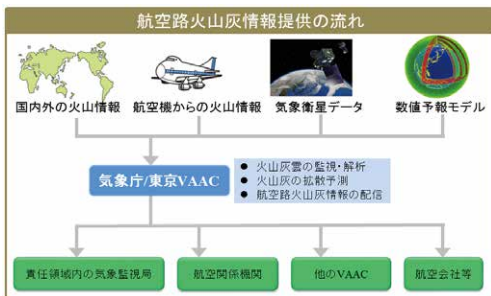 航空路火山灰情報提供の流れ
国内外の火山情報
航空機からの火山情報
気象衛星データ
数値予報モデル
気象庁/東京VAAC
● 火山灰雲の監視・解析
● 火山灰の拡散予測
● 航空路火山灰情報の配信
責任領域内の気象監視局
航空関係機関
他のVAAC
航空会社等